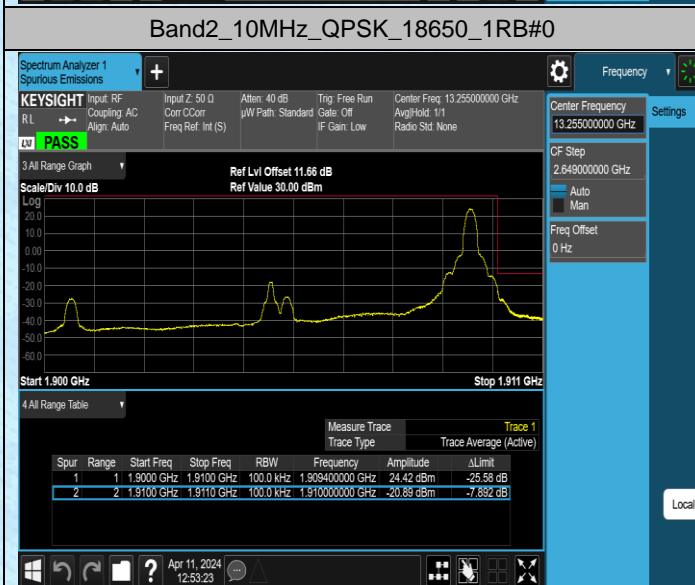 Band2_10MHz_QPSK_18650_1RB#0
Spectrum Analyzer 1
Spurious Emissions
Frequency
KEYSIGHT
Input: RF
Coupling: AC
Align: Auto
Input Z: 50 Ω
Corr CCorr
Freq Ref: Int (S)
Atten: 40 dB
µW Path: Standard
Trig: Free Run
Gate: Off
IF Gain: Low
Center Freq: 13.255000000 GHz
Avg|Hold: 1/1
Radio Std: None
RL
LXI
PASS
Center Frequency
13.255000000 GHz
Settings
CF Step
2.649000000 GHz
Auto
Man
Freq Offset
0 Hz
3 All Range Graph
Ref Lvl Offset 11.66 dB
Scale/Div 10.0 dB
Ref Value 30.00 dBm
Log
20.0
10.0
0.00
-10.0
-20.0
-30.0
-40.0
-50.0
-60.0
Start 1.900 GHz
Stop 1.911 GHz
4 All Range Table
Measure Trace Trace 1
Trace Type Trace Average (Active)
Spur Range Start Freq Stop Freq RBW Frequency Amplitude ΔLimit
1 1 1.9000 GHz 1.9100 GHz 100.0 kHz 1.909400000 GHz 24.42 dBm -25.58 dB
2 2 1.9100 GHz 1.9110 GHz 100.0 kHz 1.910000000 GHz -20.89 dBm -7.892 dB
Local
?
Apr 11, 2024
12:53:23